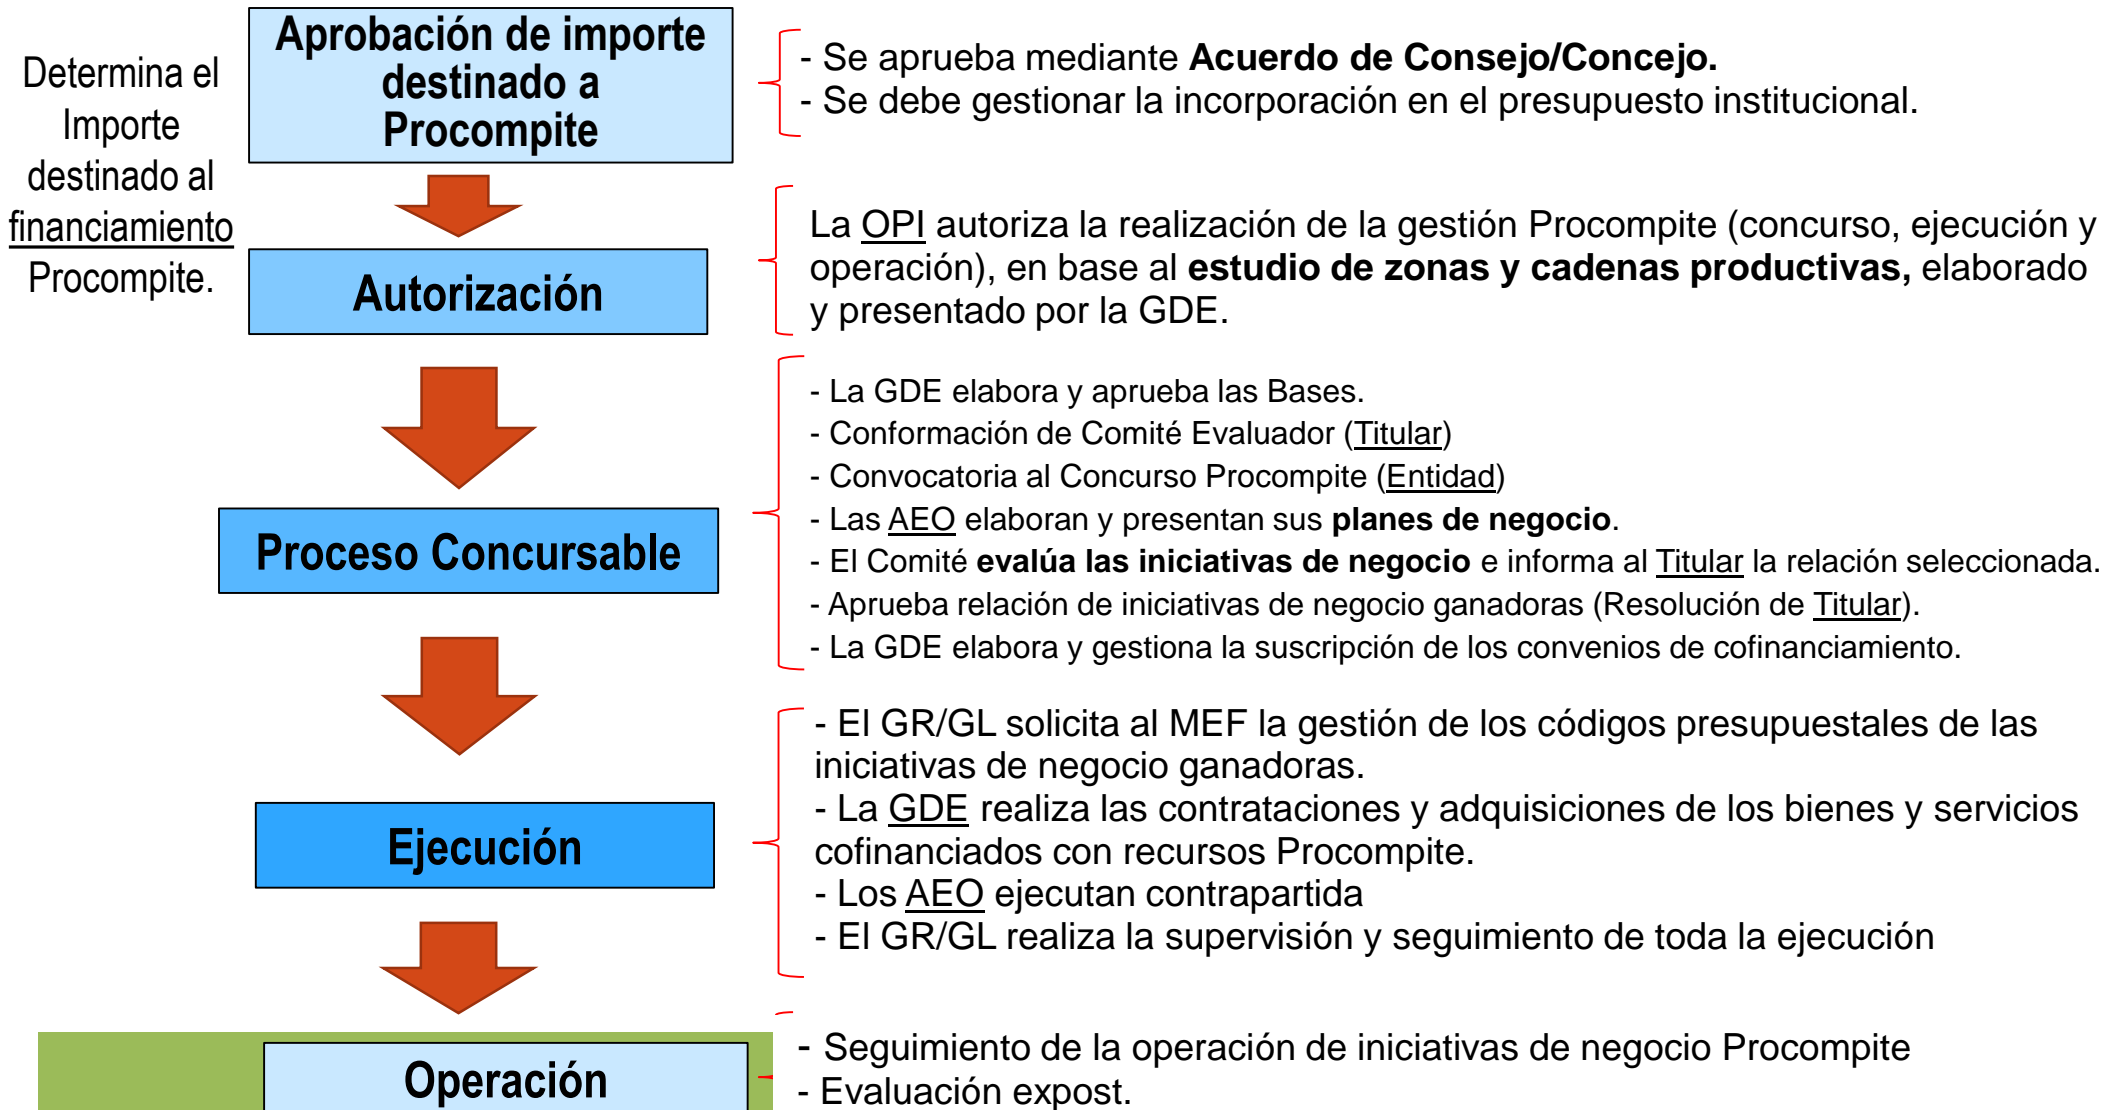 Determina el
Importe
destinado al
financiamiento
Procompite.
Aprobación de importe
destinado a
Procompite
- Se aprueba mediante Acuerdo de Consejo/Concejo.
- Se debe gestionar la incorporación en el presupuesto institucional.
Autorización
La OPI autoriza la realización de la gestión Procompite (concurso, ejecución y
operación), en base al estudio de zonas y cadenas productivas, elaborado
y presentado por la GDE.
Proceso Concursable
- La GDE elabora y aprueba las Bases.
- Conformación de Comité Evaluador (Titular)
- Convocatoria al Concurso Procompite (Entidad)
- Las AEO elaboran y presentan sus planes de negocio.
- El Comité evalúa las iniciativas de negocio e informa al Titular la relación seleccionada.
- Aprueba relación de iniciativas de negocio ganadoras (Resolución de Titular).
- La GDE elabora y gestiona la suscripción de los convenios de cofinanciamiento.
Ejecución
- El GR/GL solicita al MEF la gestión de los códigos presupuestales de las
iniciativas de negocio ganadoras.
- La GDE realiza las contrataciones y adquisiciones de los bienes y servicios
cofinanciados con recursos Procompite.
- Los AEO ejecutan contrapartida
- El GR/GL realiza la supervisión y seguimiento de toda la ejecución
Operación
- Seguimiento de la operación de iniciativas de negocio Procompite
- Evaluación expost.